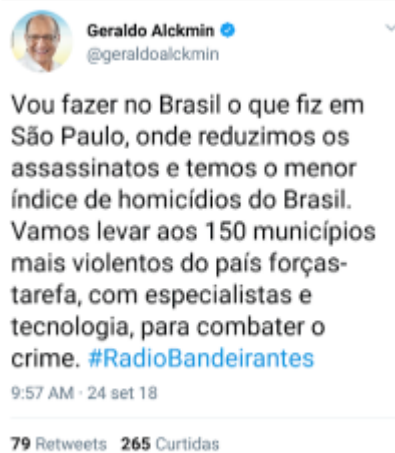 Geraldo Alckmin
@geraldoalckmin
Vou fazer no Brasil o que fiz em
São Paulo, onde reduzimos os
assassinatos e temos o menor
índice de homicídios do Brasil.
Vamos levar aos 150 municípios
mais violentos do país forças-
tarefa, com especialistas e
tecnologia, para combater o
crime. #RadioBandeirantes
9:57 AM · 24 set 18
79 Retweets 265 Curtidas